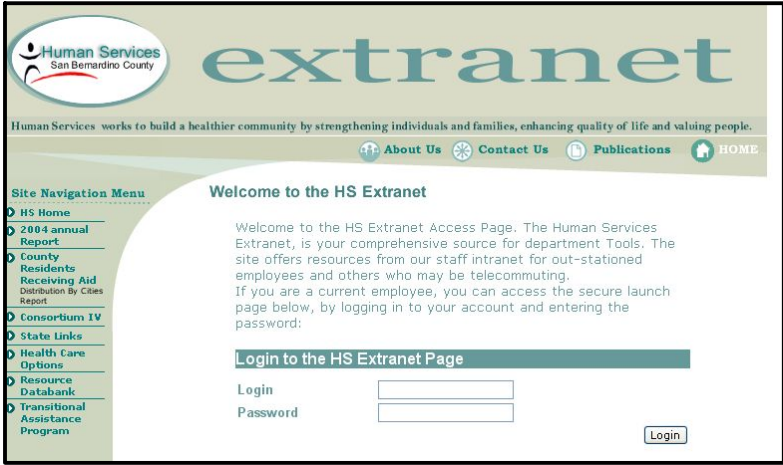 Human Services
San Bernardino County
extranet
Human Services works to build a healthier community by strengthening individuals and families, enhancing quality of life and valuing people.
About Us Contact Us Publications HOME
Site Navigation Menu
HS Home
2004 annual
Report
County
Residents
Receiving Aid
Distribution By Cities
Report
Consortium IV
State Links
Health Care
Options
Resource
Databank
Transitional
Assistance
Program
Welcome to the HS Extranet
Welcome to the HS Extranet Access Page. The Human Services
Extranet, is your comprehensive source for department Tools. The
site offers resources from our staff intranet for out-stationed
employees and others who may be telecommuting.
If you are a current employee, you can access the secure launch
page below, by logging in to your account and entering the
password:
Login to the HS Extranet Page
Login
Password
Login